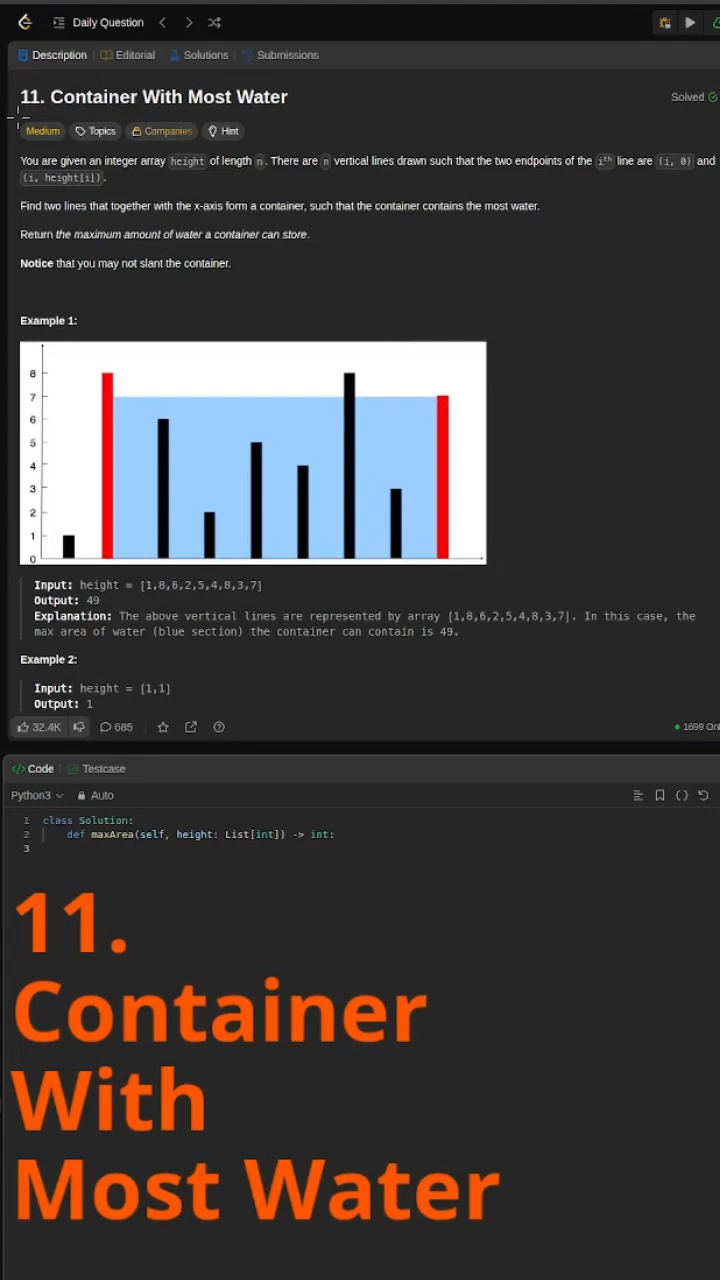 Daily Question
Description | Editorial | Solutions | Submissions
11. Container With Most Water
Solved
Medium Topics Companies Hint
You are given an integer array height of length n. There are n vertical lines drawn such that the two endpoints of the iᵗʰ line are (i, 0) and
(i, height[i]).
Find two lines that together with the x-axis form a container, such that the container contains the most water.
Return the maximum amount of water a container can store.
Notice that you may not slant the container.
Example 1:
8
7
6
5
4
3
2
1
0
Input: height = [1,8,6,2,5,4,8,3,7]
Output: 49
Explanation: The above vertical lines are represented by array [1,8,6,2,5,4,8,3,7]. In this case, the
max area of water (blue section) the container can contain is 49.
Example 2:
Input: height = [1,1]
Output: 1
32.4K 685 1699 Onl
</> Code | Testcase
Python3 Auto
1 class Solution:
2 def maxArea(self, height: List[int]) -> int:
3
11.
Container
With
Most Water